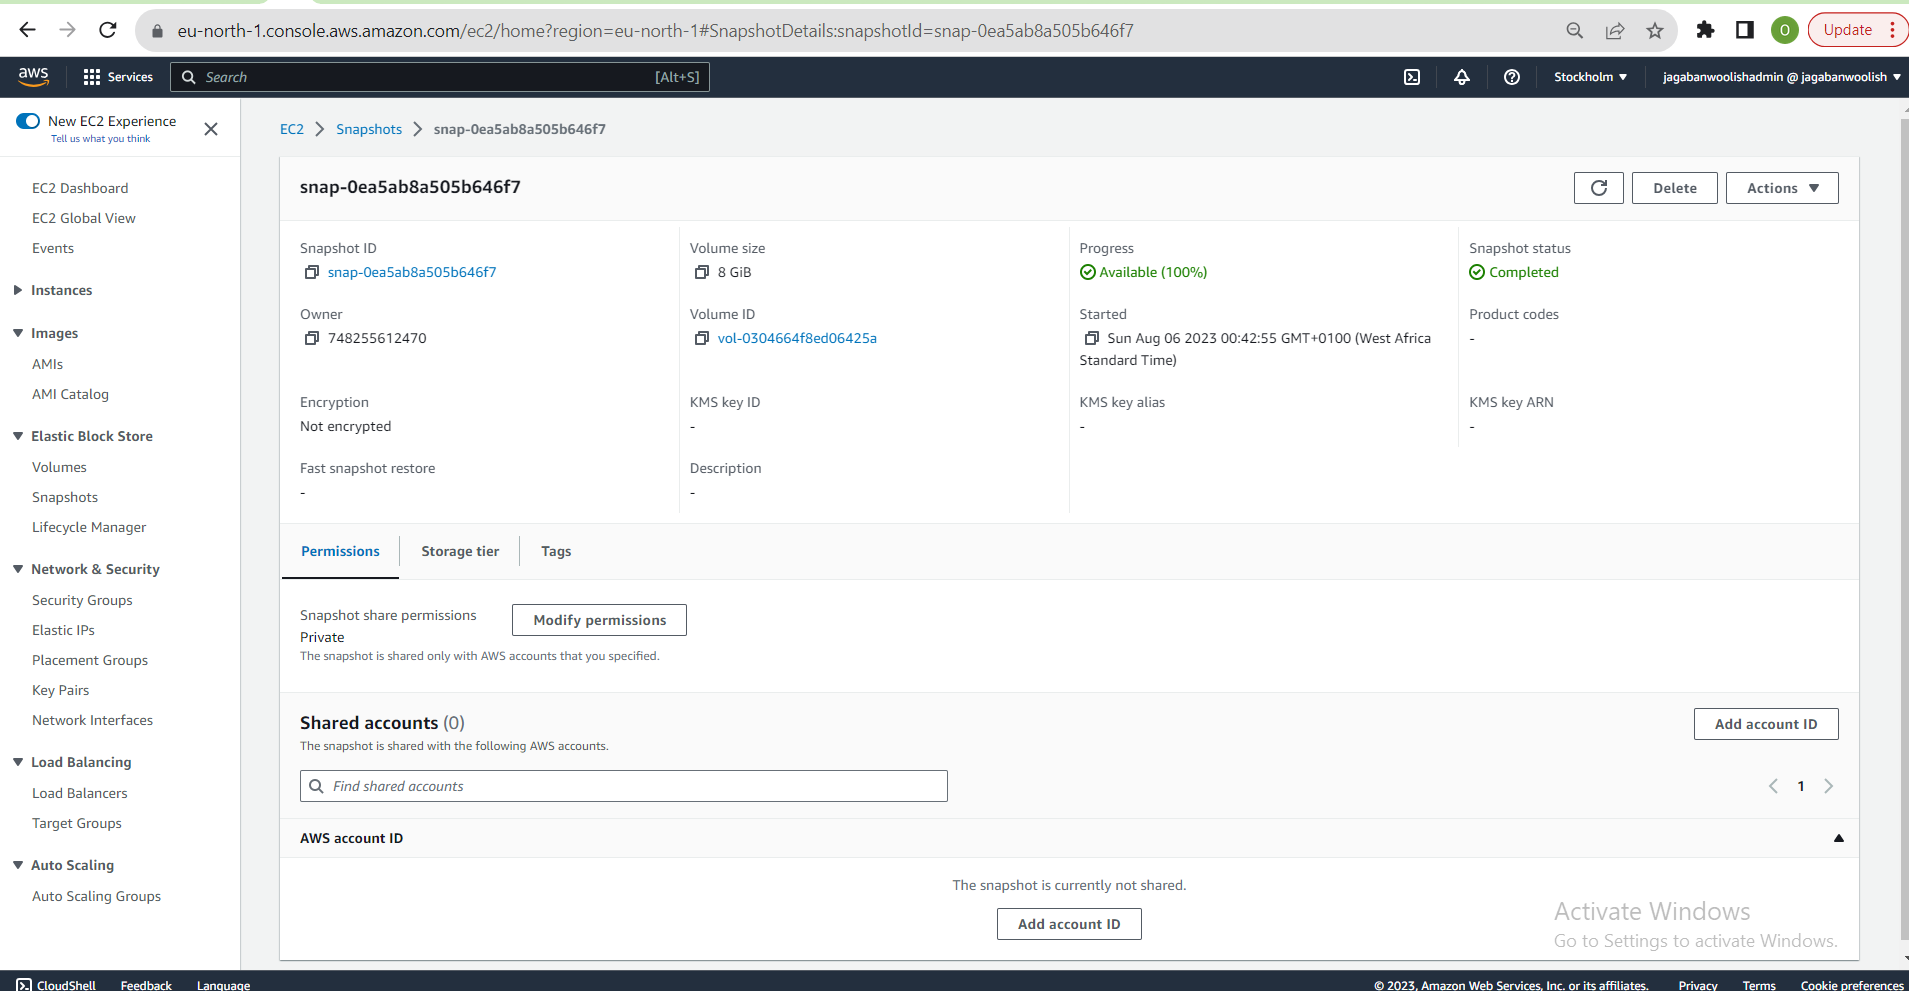 eu-north-1.console.aws.amazon.com/ec2/home?region=eu-north-1#SnapshotDetails:snapshotId=snap-0ea5ab8a505b646f7
O
Update
aws
Services
Search
[Alt+S]
Stockholm
jagabanwoolishadmin @ jagabanwoolish
New EC2 Experience
Tell us what you think
EC2 Dashboard
EC2 Global View
Events
Instances
Images
AMIs
AMI Catalog
Elastic Block Store
Volumes
Snapshots
Lifecycle Manager
Network & Security
Security Groups
Elastic IPs
Placement Groups
Key Pairs
Network Interfaces
Load Balancing
Load Balancers
Target Groups
Auto Scaling
Auto Scaling Groups
EC2
Snapshots
snap-0ea5ab8a505b646f7
snap-0ea5ab8a505b646f7
Delete
Actions
Snapshot ID
snap-0ea5ab8a505b646f7
Volume size
8 GiB
Progress
Available (100%)
Snapshot status
Completed
Owner
748255612470
Volume ID
vol-0304664f8ed06425a
Started
Sun Aug 06 2023 00:42:55 GMT+0100 (West Africa
Standard Time)
Product codes
-
Encryption
Not encrypted
KMS key ID
-
KMS key alias
-
KMS key ARN
-
Fast snapshot restore
-
Description
-
Permissions
Storage tier
Tags
Snapshot share permissions
Private
The snapshot is shared only with AWS accounts that you specified.
Modify permissions
Shared accounts (0)
The snapshot is shared with the following AWS accounts.
Add account ID
Find shared accounts
1
AWS account ID
The snapshot is currently not shared.
Add account ID
Activate Windows
Go to Settings to activate Windows.
CloudShell
Feedback
Language
© 2023, Amazon Web Services, Inc. or its affiliates.
Privacy
Terms
Cookie preferences